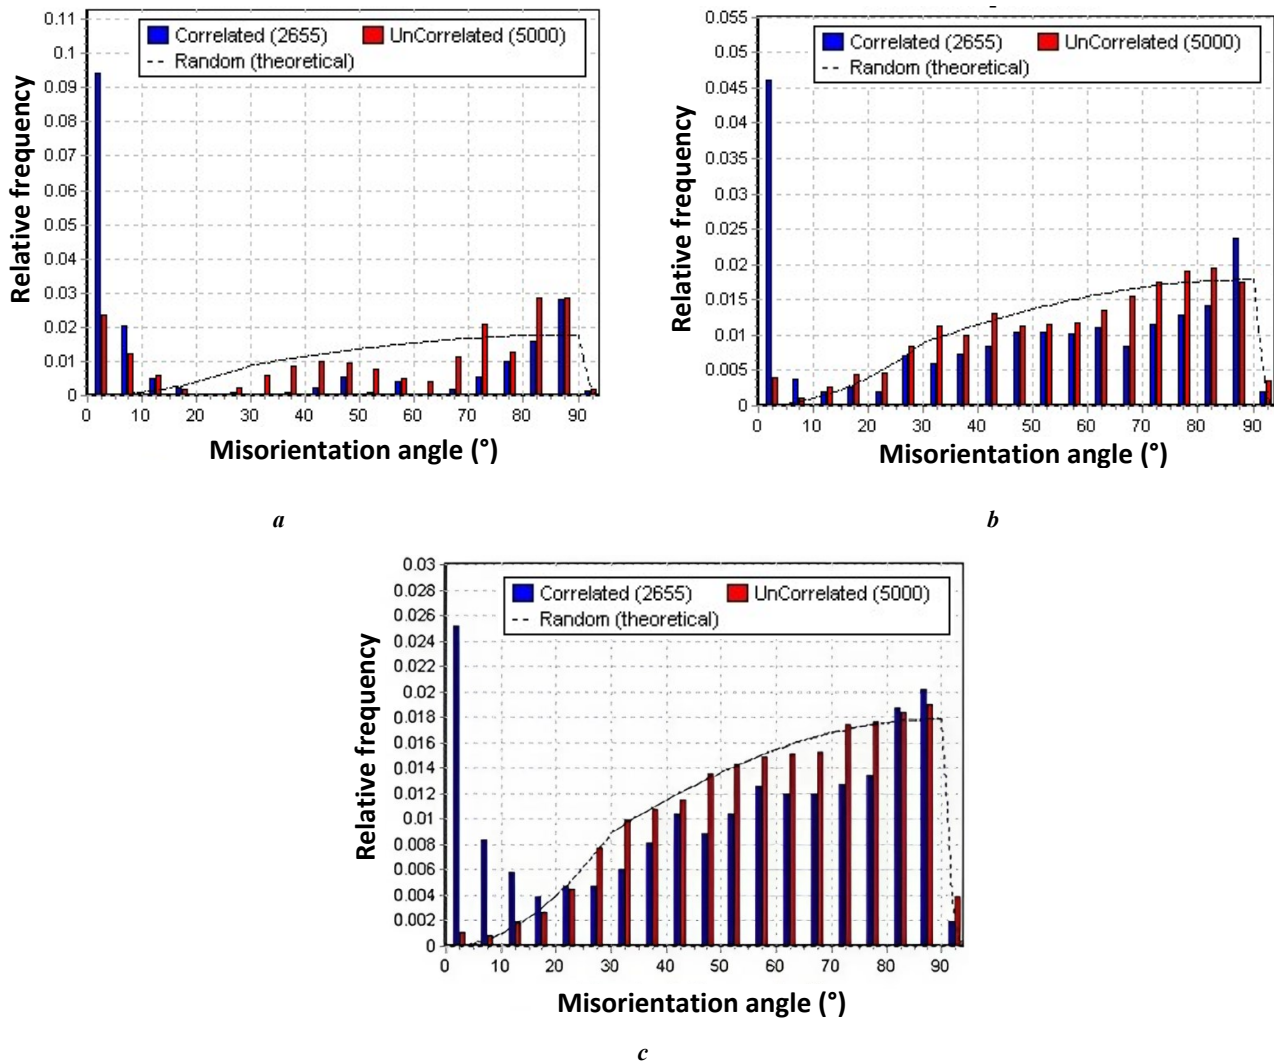 0.11
0.1
0.09
0.08
0.07
0.06
0.05
0.04
0.03
0.02
0.01
0
Relative frequency
Correlated (2655) UnCorrelated (5000)
Random (theoretical)
0 10 20 30 40 50 60 70 80 90
Misorientation angle (°)
a
0.055
0.05
0.045
0.04
0.035
0.03
0.025
0.02
0.015
0.01
0.005
0
Relative frequency
Correlated (2655) UnCorrelated (5000)
Random (theoretical)
0 10 20 30 40 50 60 70 80 90
Misorientation angle (°)
b
0.03
0.028
0.026
0.024
0.022
0.02
0.018
0.016
0.014
0.012
0.01
0.008
0.006
0.004
0.002
0
Relative frequency
Correlated (2655) UnCorrelated (5000)
Random (theoretical)
0 10 20 30 40 50 60 70 80 90
Misorientation angle (°)
c